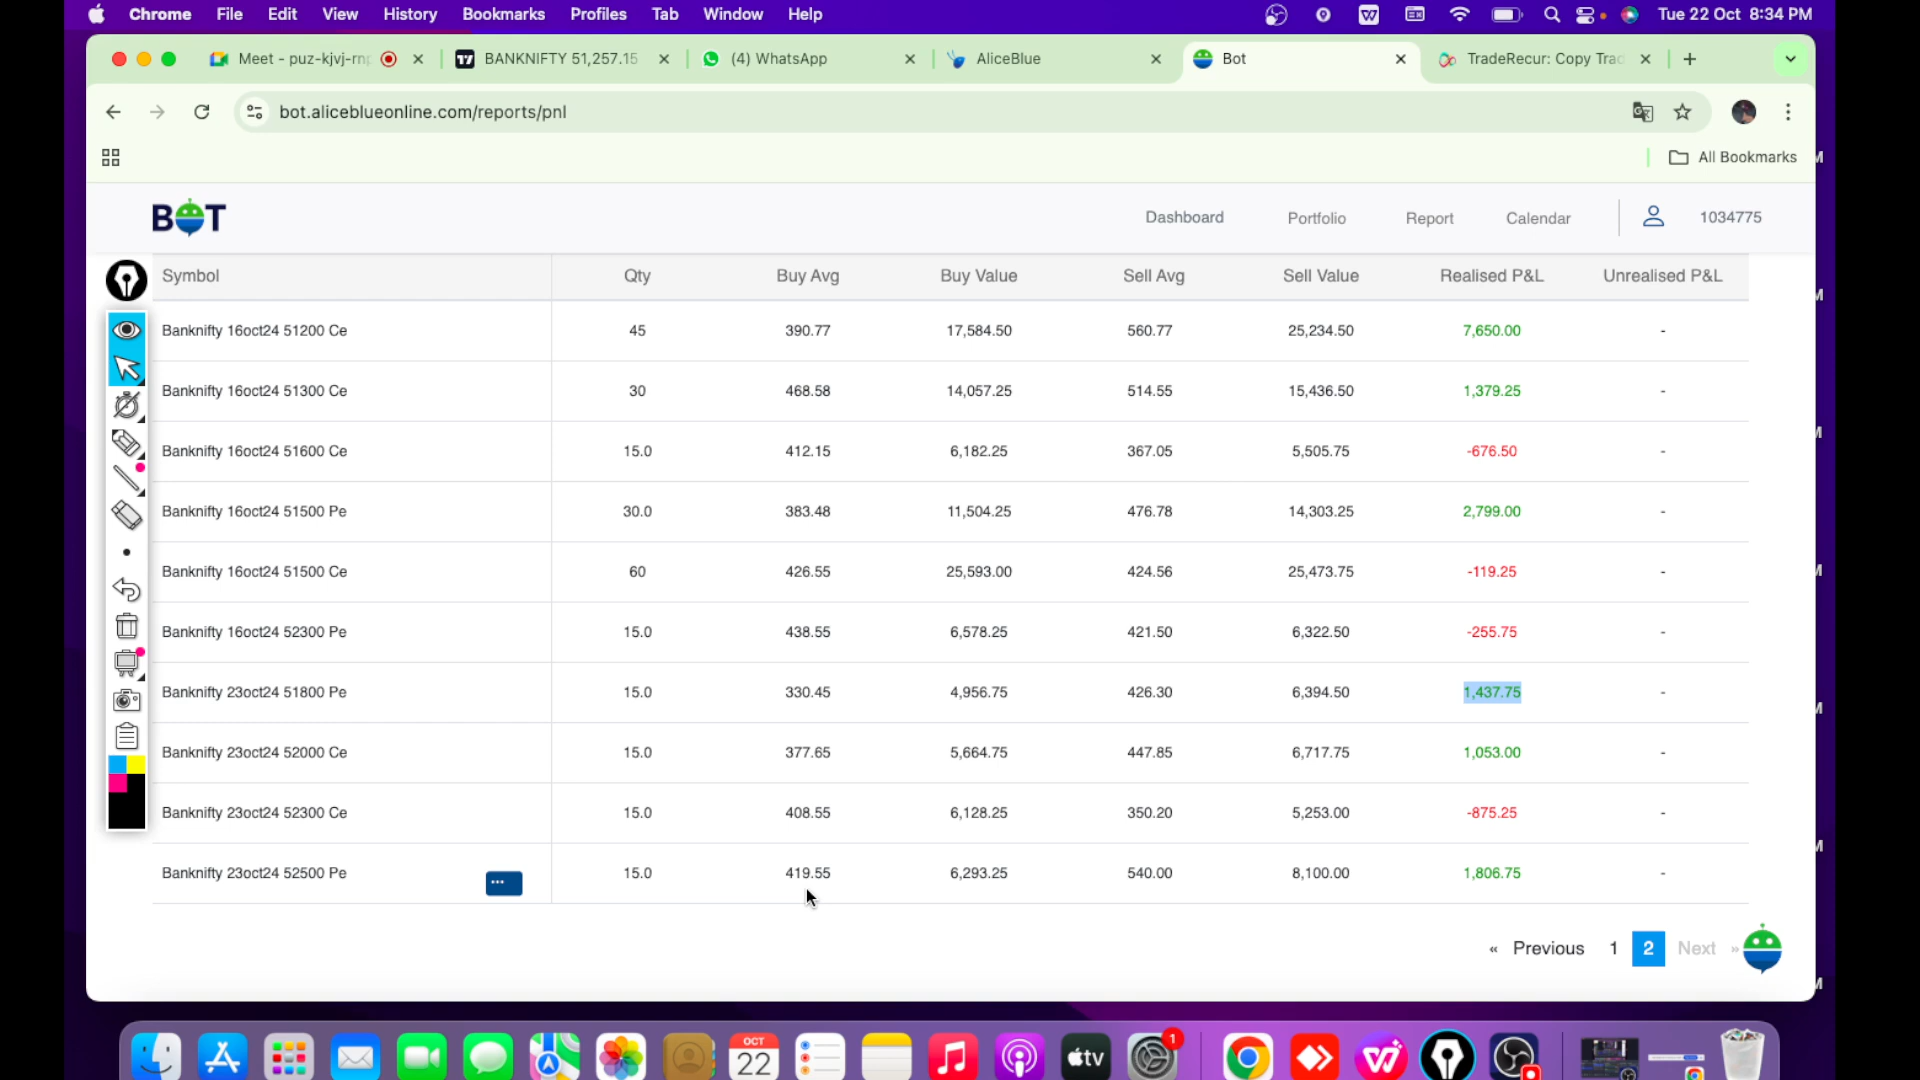 Chrome File Edit View History Bookmarks Profiles Tab Window Help Tue 22 Oct 8:34 PM
Meet - puz-kjvj-rnp BANKNIFTY 51,257.15 (4) WhatsApp AliceBlue Bot TradeRecur: Copy Trac
bot.aliceblueonline.com/reports/pnl
All Bookmarks
BOT Dashboard Portfolio Report Calendar 1034775
Symbol Qty Buy Avg Buy Value Sell Avg Sell Value Realised P&L Unrealised P&L
Banknifty 16oct24 51200 Ce 45 390.77 17,584.50 560.77 25,234.50 7,650.00 -
Banknifty 16oct24 51300 Ce 30 468.58 14,057.25 514.55 15,436.50 1,379.25 -
Banknifty 16oct24 51600 Ce 15.0 412.15 6,182.25 367.05 5,505.75 -676.50 -
Banknifty 16oct24 51500 Pe 30.0 383.48 11,504.25 476.78 14,303.25 2,799.00 -
Banknifty 16oct24 51500 Ce 60 426.55 25,593.00 424.56 25,473.75 -119.25 -
Banknifty 16oct24 52300 Pe 15.0 438.55 6,578.25 421.50 6,322.50 -255.75 -
Banknifty 23oct24 51800 Pe 15.0 330.45 4,956.75 426.30 6,394.50 1,437.75 -
Banknifty 23oct24 52000 Ce 15.0 377.65 5,664.75 447.85 6,717.75 1,053.00 -
Banknifty 23oct24 52300 Ce 15.0 408.55 6,128.25 350.20 5,253.00 -875.25 -
Banknifty 23oct24 52500 Pe ... 15.0 419.55 6,293.25 540.00 8,100.00 1,806.75 -
« Previous 1 2 Next »
OCT
22
tv
1